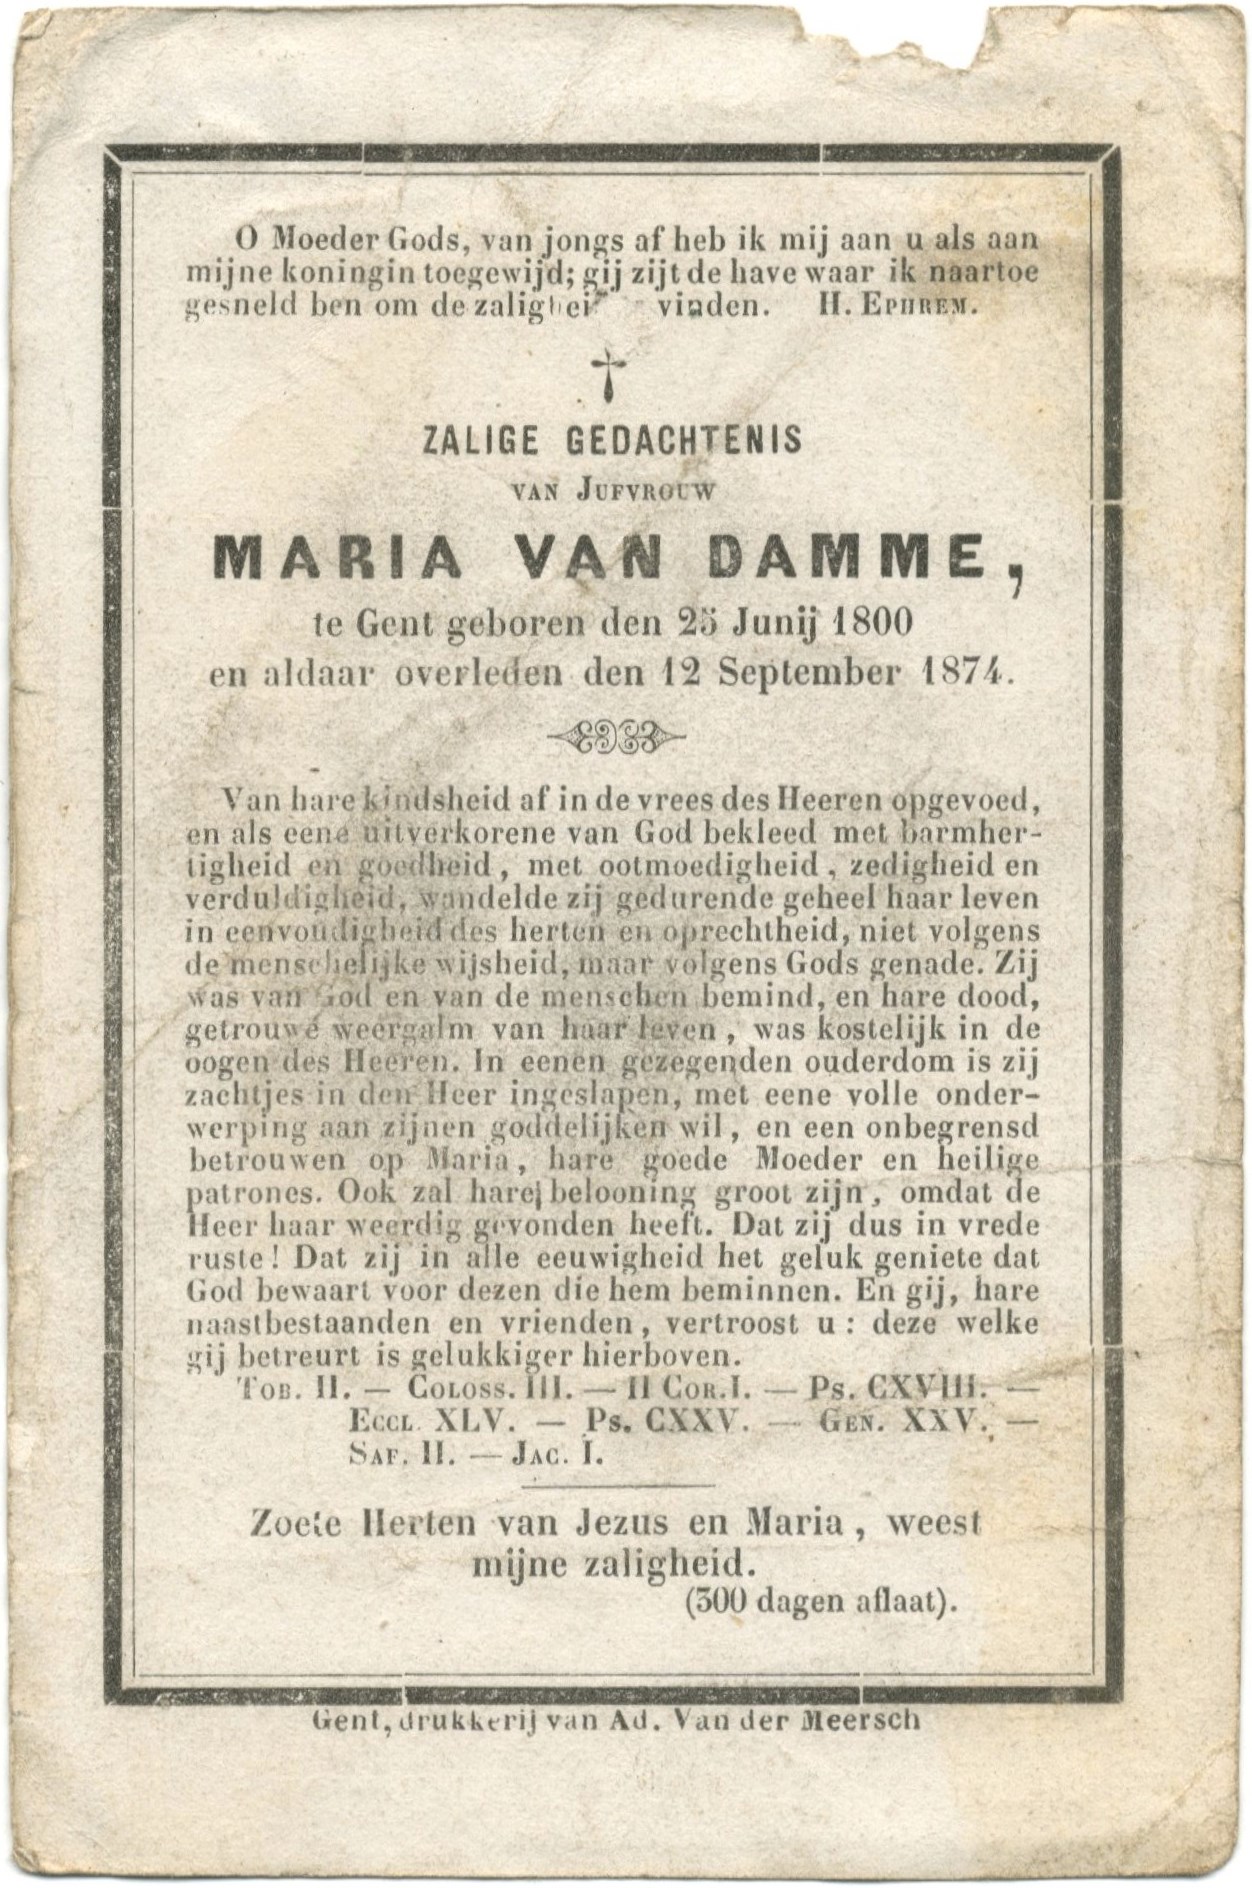 O Moeder Gods, van jongs af heb ik mij aan u als aan
mijne koningin toegewijd; gij zijt de have waar ik naartoe
gesneld ben om de zaligheid vinden. H. EPHREM.
†
ZALIGE GEDACHTENIS
VAN JUFVROUW
MARIA VAN DAMME,
te Gent geboren den 25 Junij 1800
en aldaar overleden den 12 September 1874.
Van hare kindsheid af in de vrees des Heeren opgevoed,
en als eene uitverkorene van God bekleed met barmher-
tigheid en goedheid, met ootmoedigheid, zedigheid en
verduldigheid, wandelde zij gedurende geheel haar leven
in eenvoudigheid des herten en oprechtheid, niet volgens
de menschelijke wijsheid, maar volgens Gods genade. Zij
was van God en van de menschen bemind, en hare dood,
getrouwe weergalm van haar leven, was kostelijk in de
oogen des Heeren. In eenen gezegenden ouderdom is zij
zachtjes in den Heer ingeslapen, met eene volle onder-
werping aan zijnen goddelijken wil, en een onbegrensd
betrouwen op Maria, hare goede Moeder en heilige
patrones. Ook zal hare belooning groot zijn, omdat de
Heer haar weerdig gevonden heeft. Dat zij dus in vrede
ruste! Dat zij in alle eeuwigheid het geluk geniete dat
God bewaart voor dezen die hem beminnen. En gij, hare
naastbestaanden en vrienden, vertroost u: deze welke
gij betreurt is gelukkiger hierboven.
TOB. II. — COLOSS. III. — II COR. I. — PS. CXVIII. —
ECCL. XLV. — PS. CXXV. — GEN. XXV. —
SAF. II. — JAC. I.
Zoete Herten van Jezus en Maria, weest
mijne zaligheid.
(300 dagen aflaat).
Gent, drukkerij van Ad. Van der Meersch